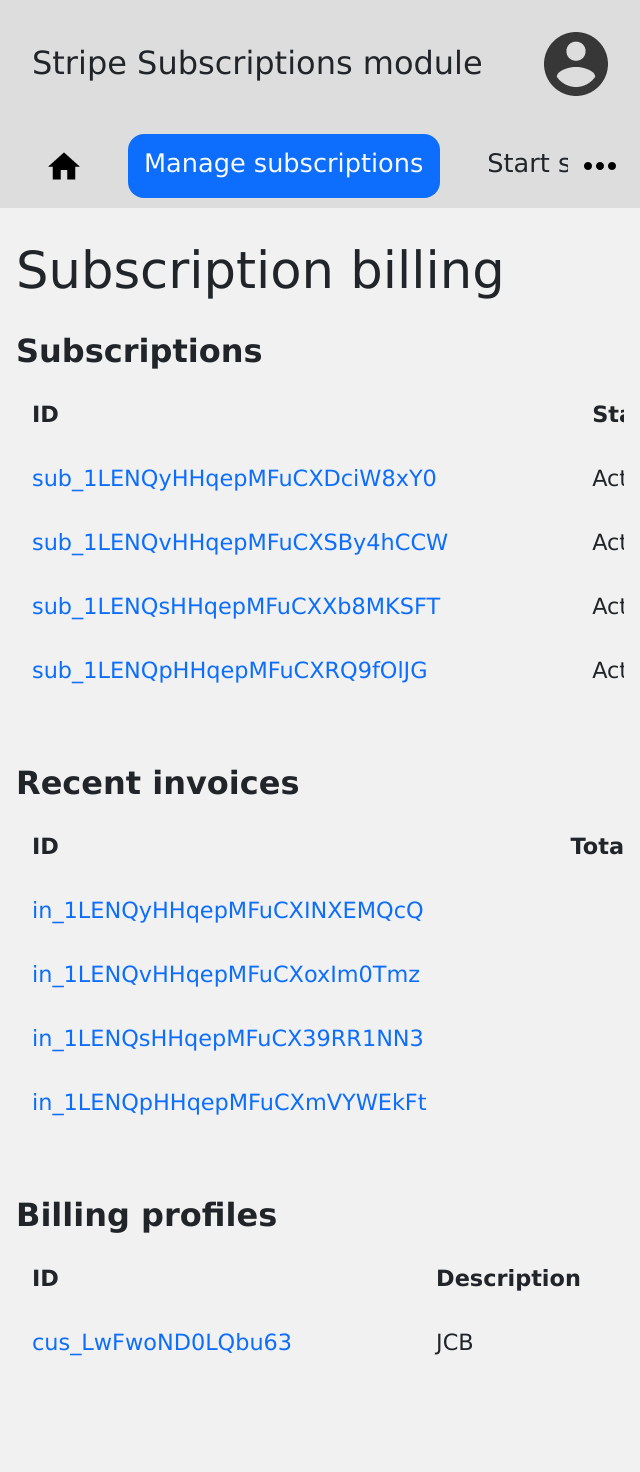 Stripe Subscriptions module
Manage subscriptions Start s
Subscription billing
Subscriptions
ID Sta
sub_1LENQyHHqepMFuCXDciW8xY0 Act
sub_1LENQvHHqepMFuCXSBy4hCCW Act
sub_1LENQsHHqepMFuCXXb8MKSFT Act
sub_1LENQpHHqepMFuCXRQ9fOlJG Act
Recent invoices
ID Tota
in_1LENQyHHqepMFuCXINXEMQcQ
in_1LENQvHHqepMFuCXoxIm0Tmz
in_1LENQsHHqepMFuCX39RR1NN3
in_1LENQpHHqepMFuCXmVYWEkFt
Billing profiles
ID Description
cus_LwFwoND0LQbu63 JCB